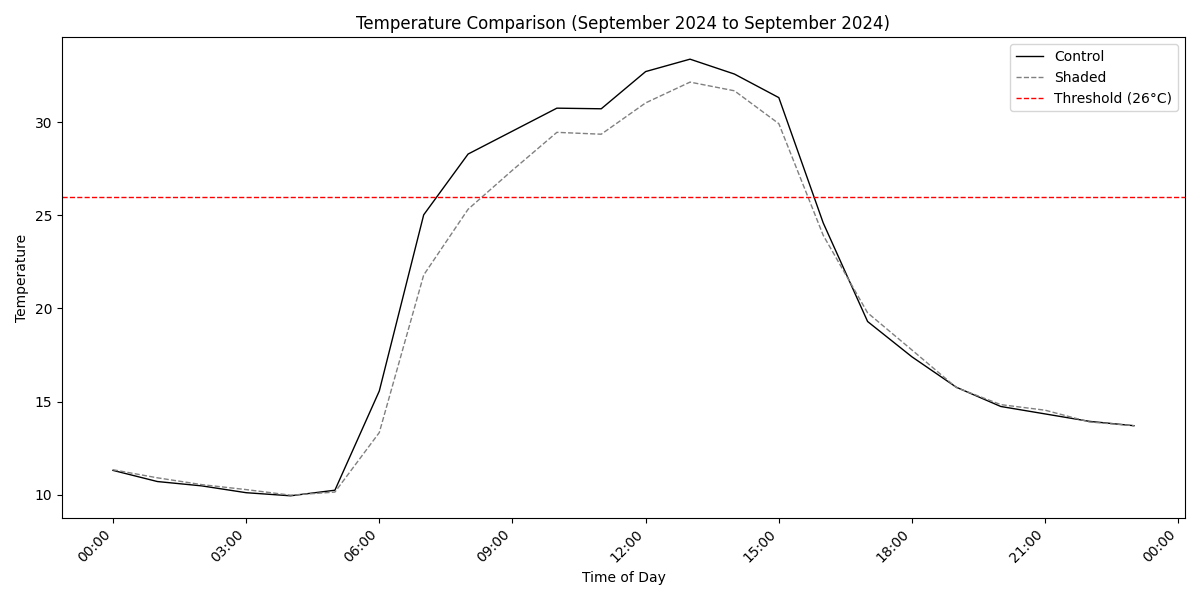 Temperature Comparison (September 2024 to September 2024)
Control
Shaded
Threshold (26°C)
Temperature
30
25
20
15
10
00:00
03:00
06:00
09:00
12:00
15:00
18:00
21:00
00:00
Time of Day